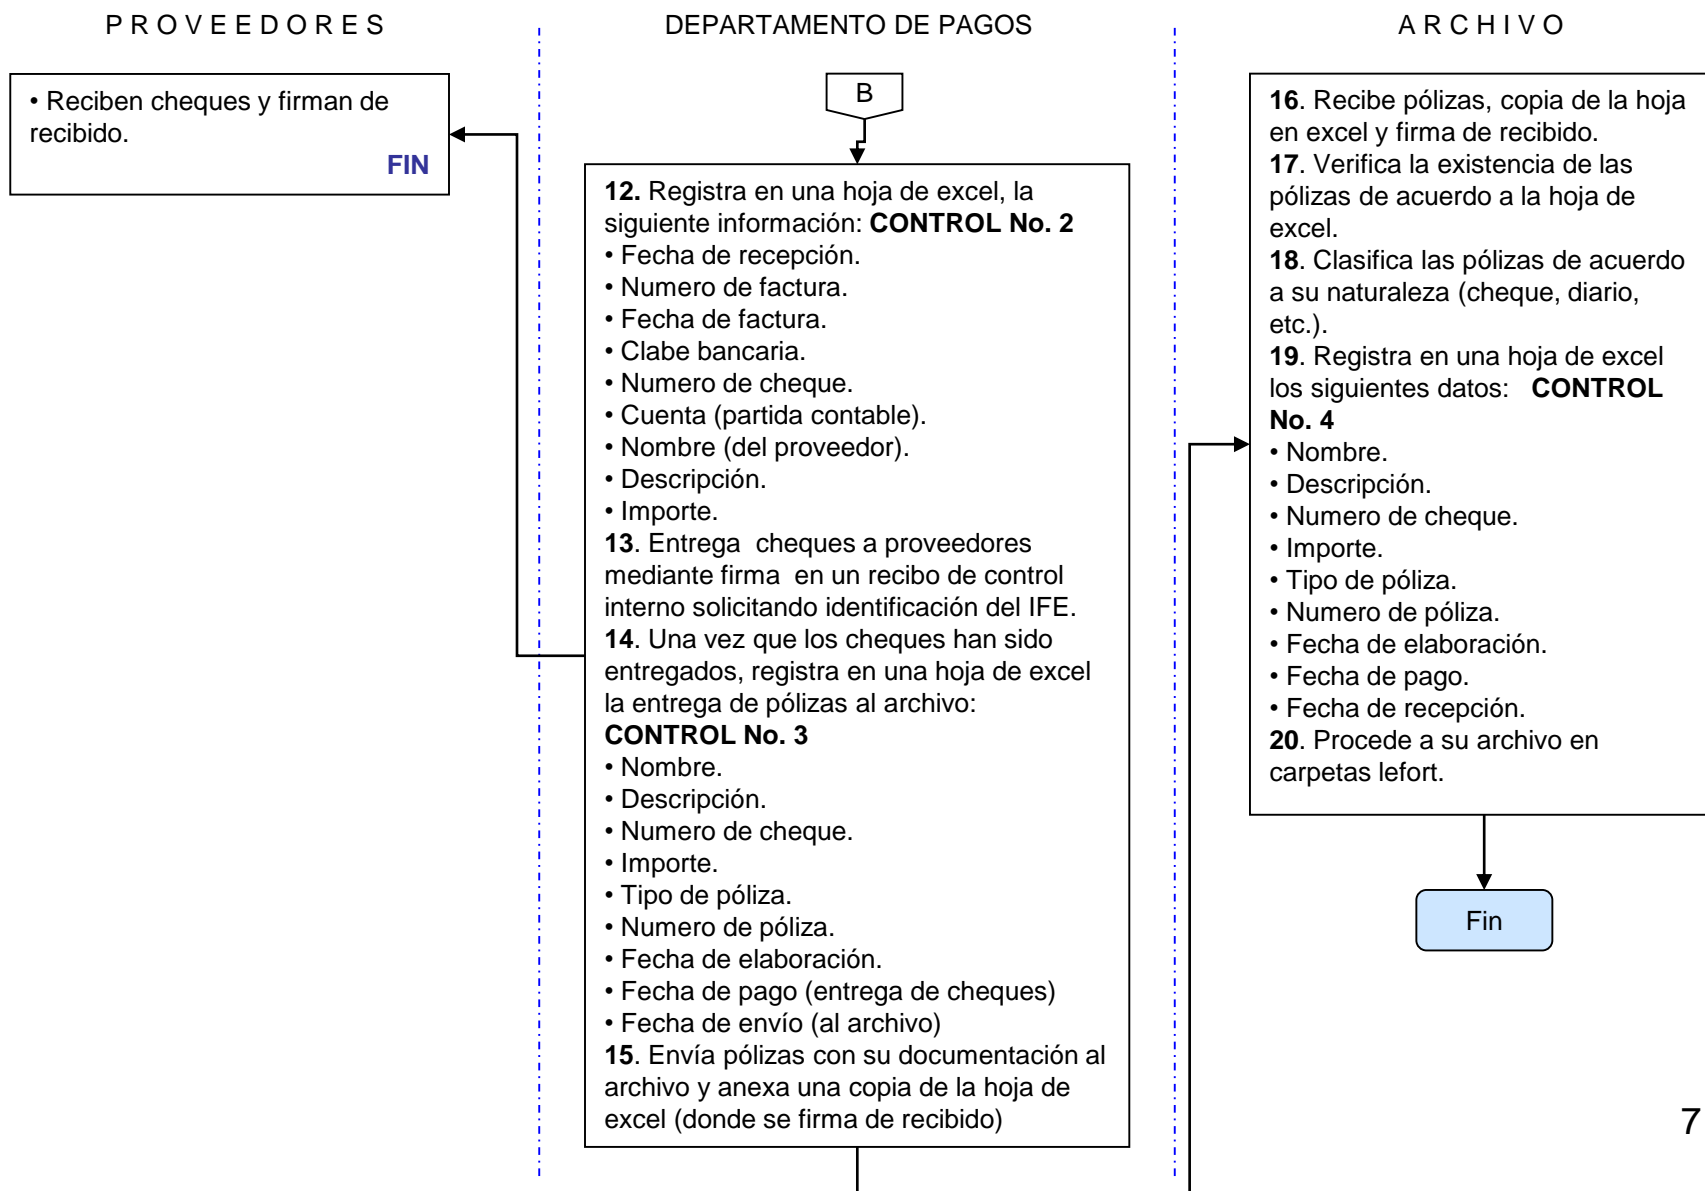 P R O V E E D O R E S
DEPARTAMENTO DE PAGOS
A R C H I V O
• Reciben cheques y firman de
recibido.
FIN
B
12. Registra en una hoja de excel, la
siguiente información: CONTROL No. 2
• Fecha de recepción.
• Numero de factura.
• Fecha de factura.
• Clabe bancaria.
• Numero de cheque.
• Cuenta (partida contable).
• Nombre (del proveedor).
• Descripción.
• Importe.
13. Entrega  cheques a proveedores
mediante firma  en un recibo de control
interno solicitando identificación del IFE.
14. Una vez que los cheques han sido
entregados, registra en una hoja de excel
la entrega de pólizas al archivo:
CONTROL No. 3
• Nombre.
• Descripción.
• Numero de cheque.
• Importe.
• Tipo de póliza.
• Numero de póliza.
• Fecha de elaboración.
• Fecha de pago (entrega de cheques)
• Fecha de envío (al archivo)
15. Envía pólizas con su documentación al
archivo y anexa una copia de la hoja de
excel (donde se firma de recibido)
16. Recibe pólizas, copia de la hoja
en excel y firma de recibido.
17. Verifica la existencia de las
pólizas de acuerdo a la hoja de
excel.
18. Clasifica las pólizas de acuerdo
a su naturaleza (cheque, diario,
etc.).
19. Registra en una hoja de excel
los siguientes datos:   CONTROL
No. 4
• Nombre.
• Descripción.
• Numero de cheque.
• Importe.
• Tipo de póliza.
• Numero de póliza.
• Fecha de elaboración.
• Fecha de pago.
• Fecha de recepción.
20. Procede a su archivo en
carpetas lefort.
Fin
7